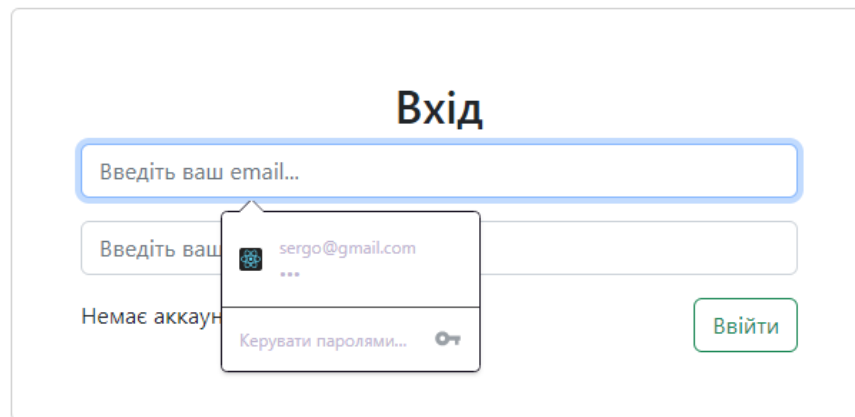 Вхід
Введіть ваш email...
Введіть ваш
sergo@gmail.com
•••
Немає аккаун
Керувати паролями...
Ввійти